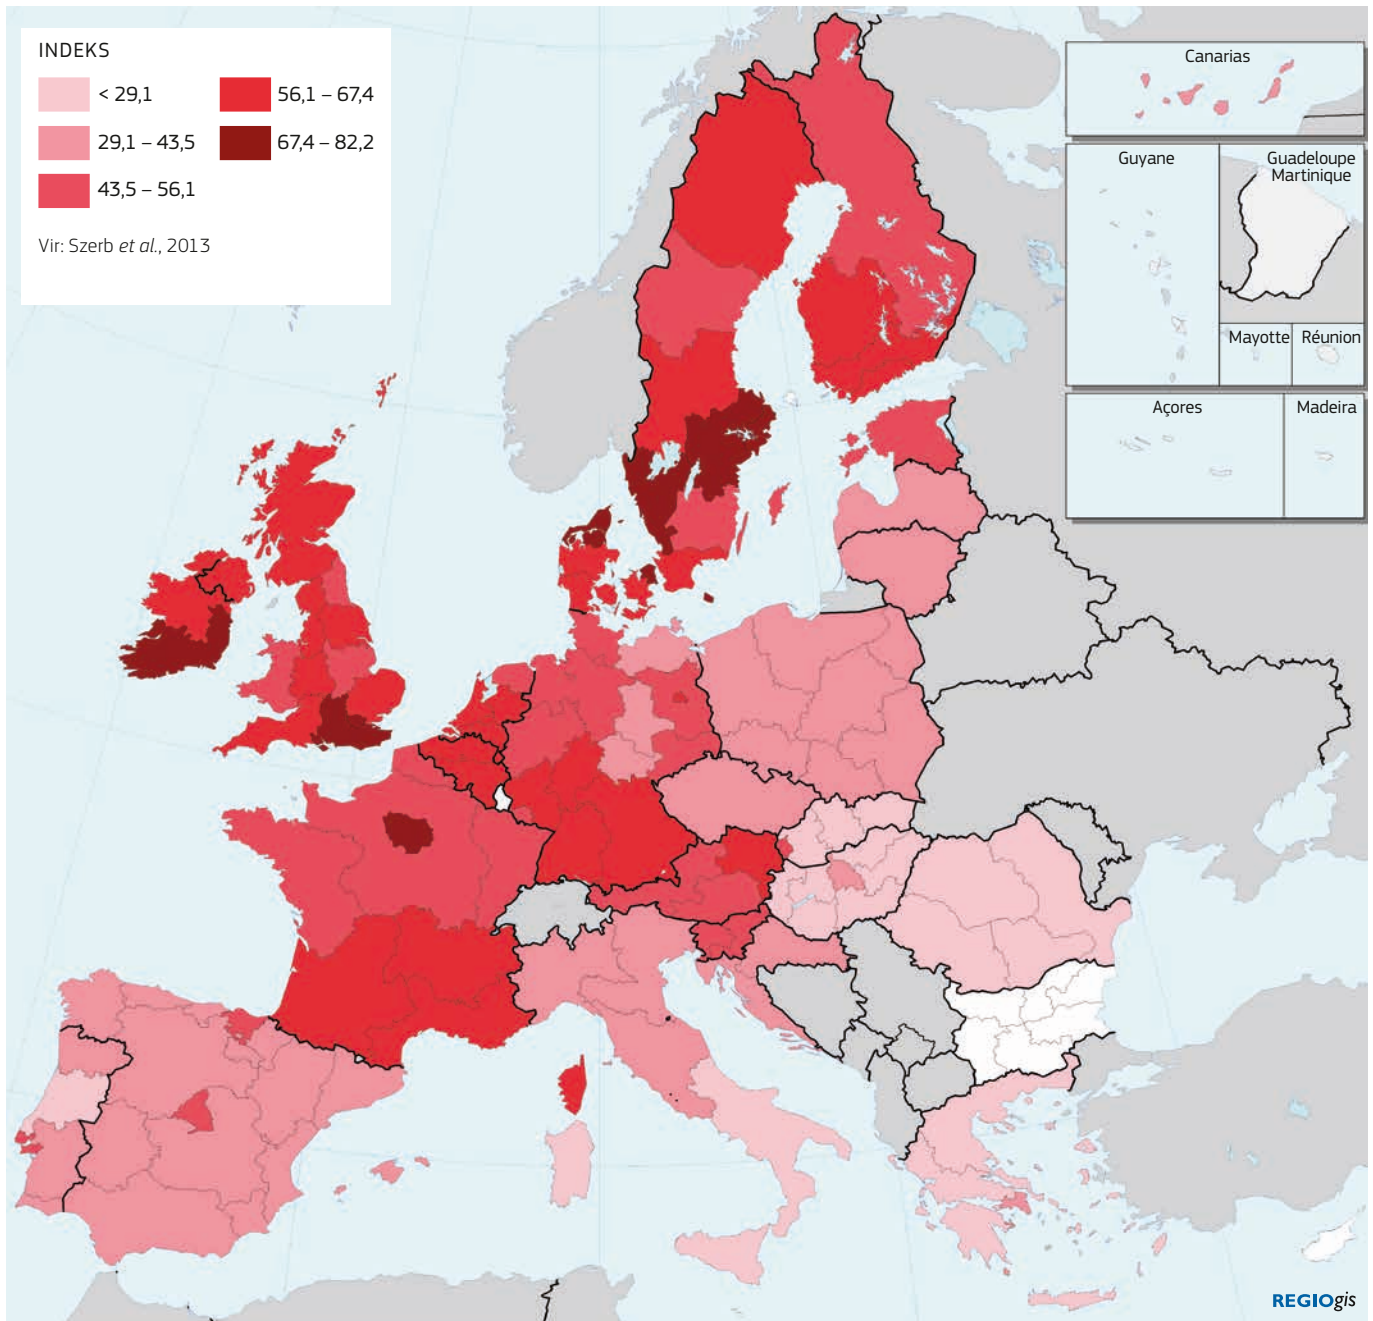 INDEKS
< 29,1
29,1 – 43,5
43,5 – 56,1
56,1 – 67,4
67,4 – 82,2
Vir: Szerb et al., 2013
Canarias
Guyane
Guadeloupe
Martinique
Mayotte
Réunion
Açores
Madeira
REGIOgis